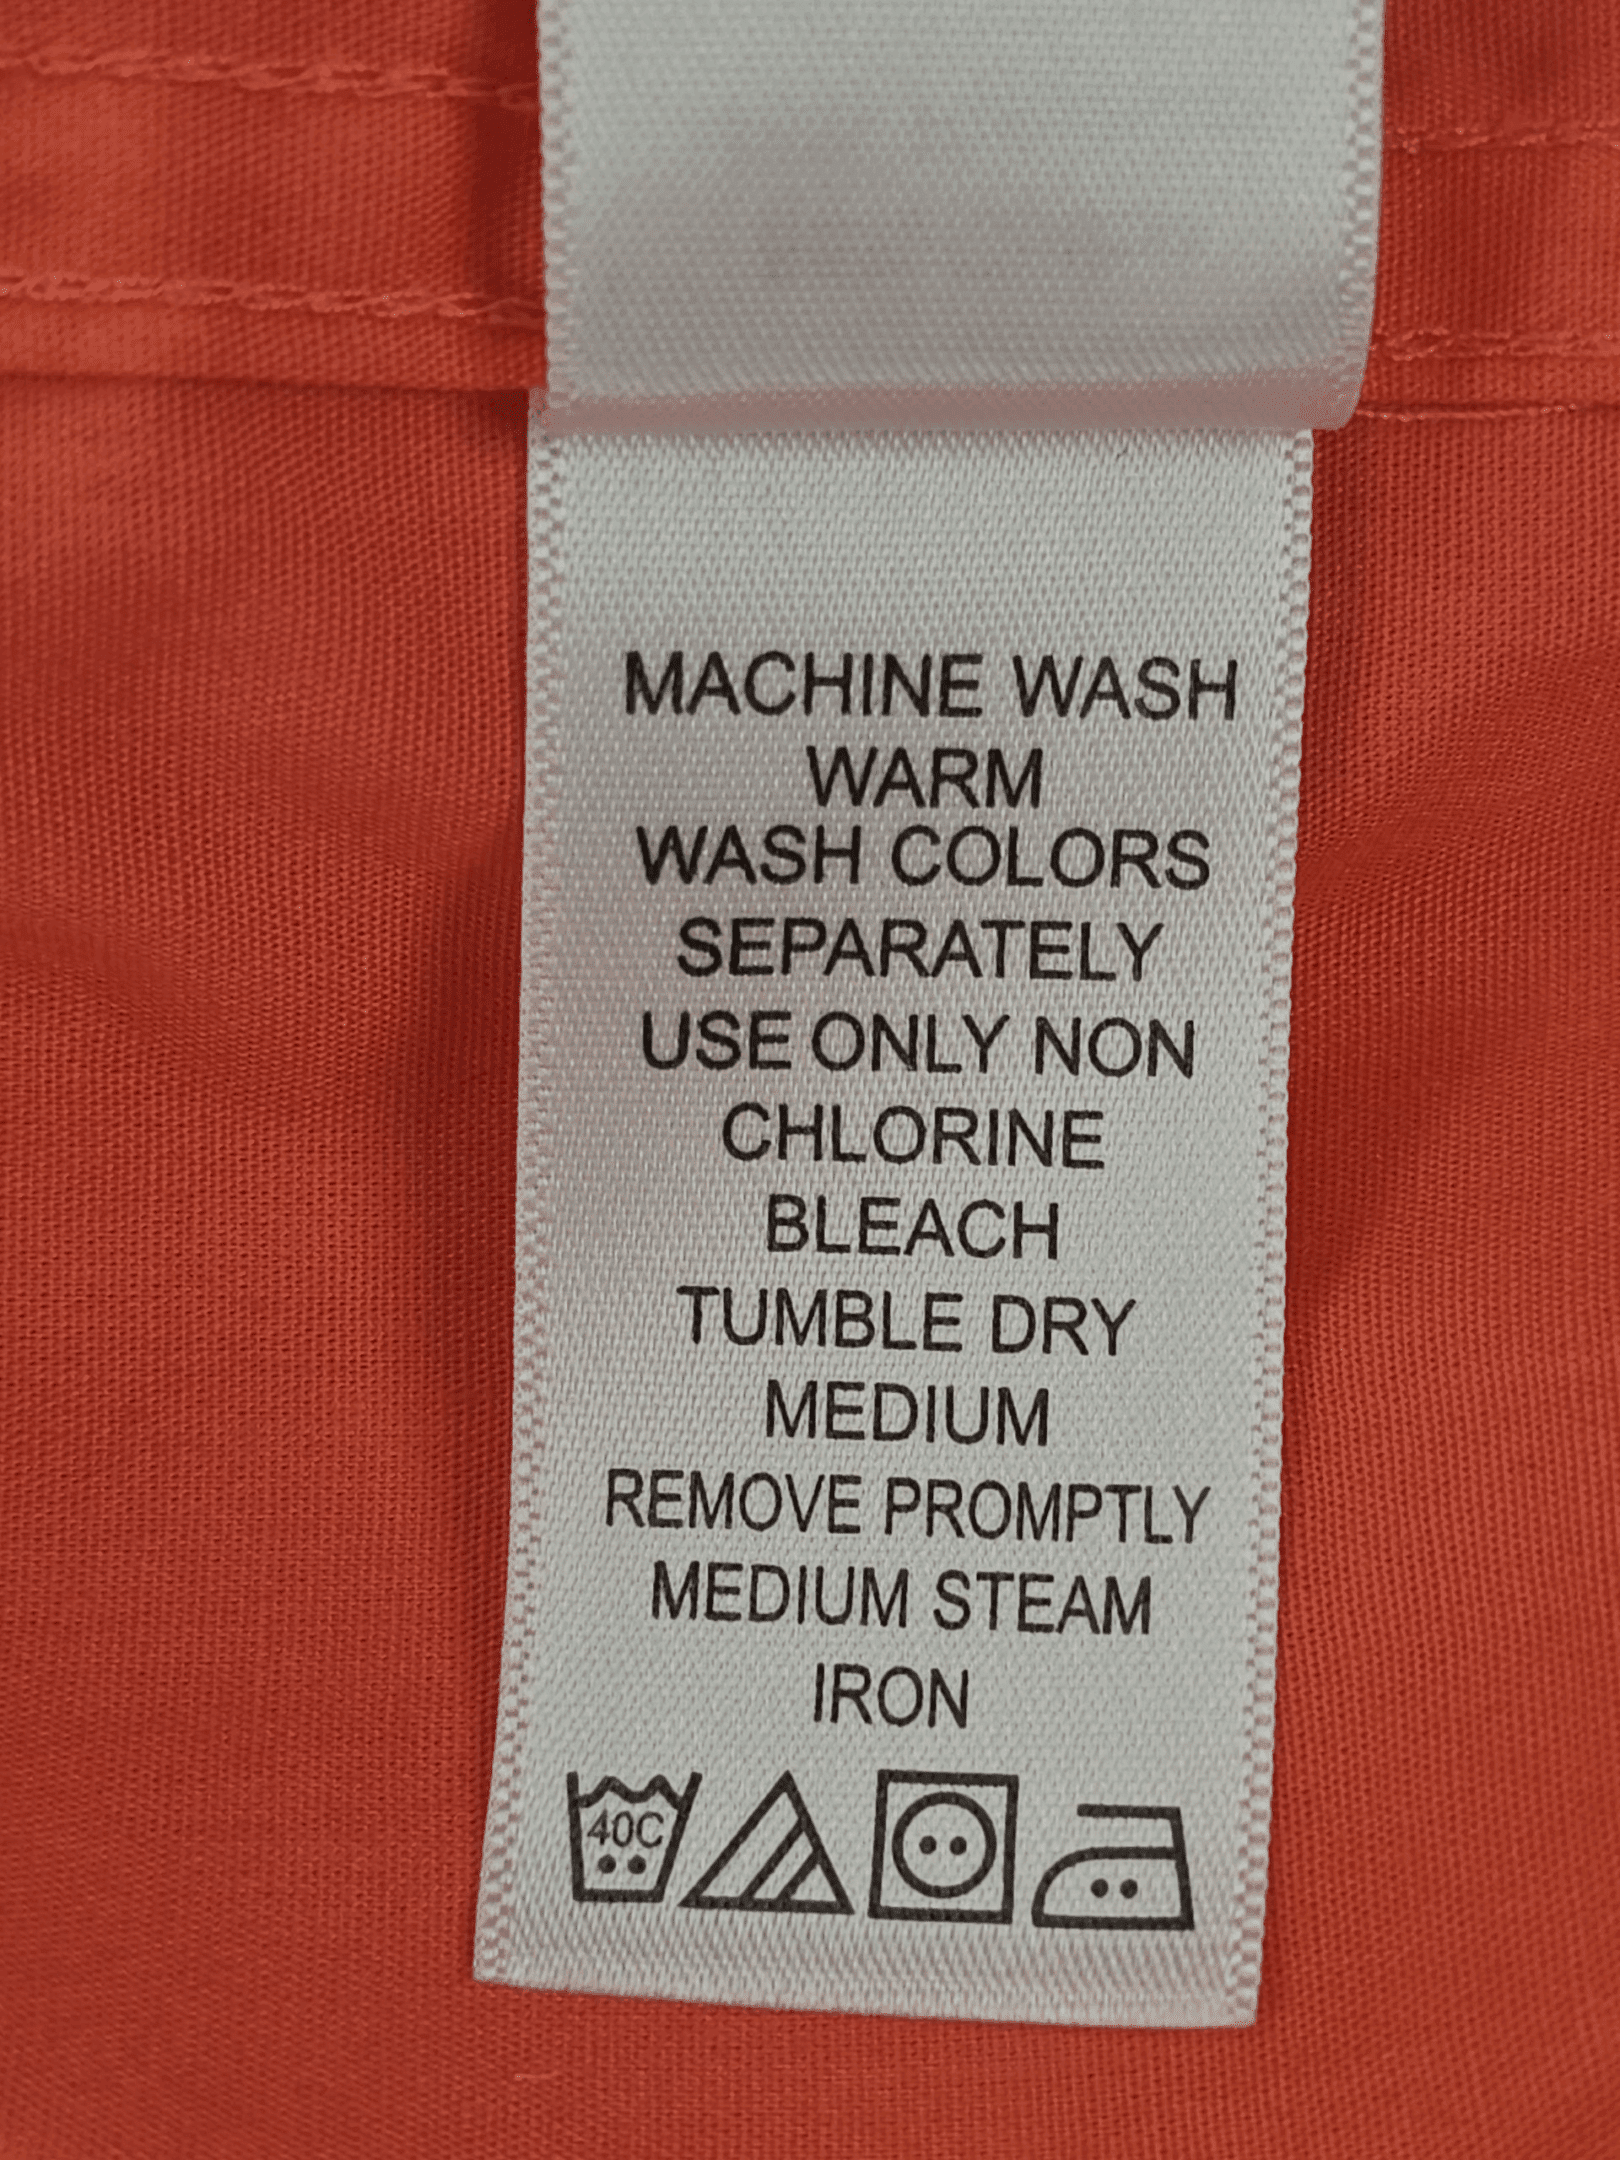 MACHINE WASH
WARM
WASH COLORS
SEPARATELY
USE ONLY NON
CHLORINE
BLEACH
TUMBLE DRY
MEDIUM
REMOVE PROMPTLY
MEDIUM STEAM
IRON
40C